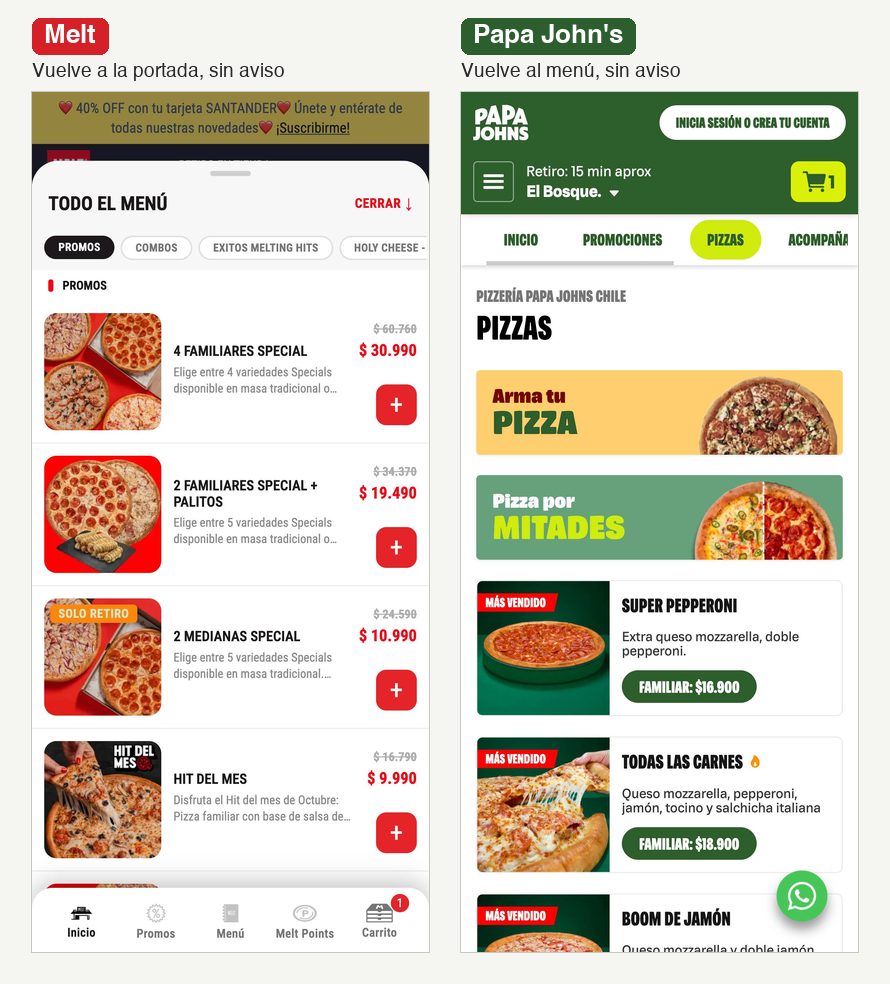 Melt
Vuelve a la portada, sin aviso
40% OFF con tu tarjeta SANTANDER Únete y entérate de
todas nuestras novedades ¡Suscribirme!
TODO EL MENÚ
CERRAR ↓
PROMOS
COMBOS
EXITOS MELTING HITS
HOLY CHEESE -
PROMOS
4 FAMILIARES SPECIAL
Elige entre 4 variedades Specials
disponible en masa tradicional o...
$ 60.760
$ 30.990
+
2 FAMILIARES SPECIAL +
PALITOS
Elige entre 5 variedades Specials
disponible en masa tradicional o...
$ 34.370
$ 19.490
+
SOLO RETIRO
2 MEDIANAS SPECIAL
Elige entre 5 variedades Specials
disponible en masa tradicional....
$ 24.590
$ 10.990
+
HIT DEL
MES
HIT DEL MES
Disfruta el Hit del mes de Octubre:
Pizza familiar con base de salsa de...
$ 16.790
$ 9.990
+
Inicio
Promos
Menú
Melt Points
Carrito
1
Papa John's
Vuelve al menú, sin aviso
PAPA
JOHNS
INICIA SESIÓN O CREA TU CUENTA
Retiro: 15 min aprox
El Bosque.
1
INICIO
PROMOCIONES
PIZZAS
ACOMPAÑA
PIZZERÍA PAPA JOHNS CHILE
PIZZAS
Arma tu
PIZZA
Pizza por
MITADES
MÁS VENDIDO
SUPER PEPPERONI
Extra queso mozzarella, doble
pepperoni.
FAMILIAR: $16.900
MÁS VENDIDO
TODAS LAS CARNES
Queso mozzarella, pepperoni,
jamón, tocino y salchicha italiana
FAMILIAR: $18.900
MÁS VENDIDO
BOOM DE JAMÓN
Queso mozzarella y doble jamón